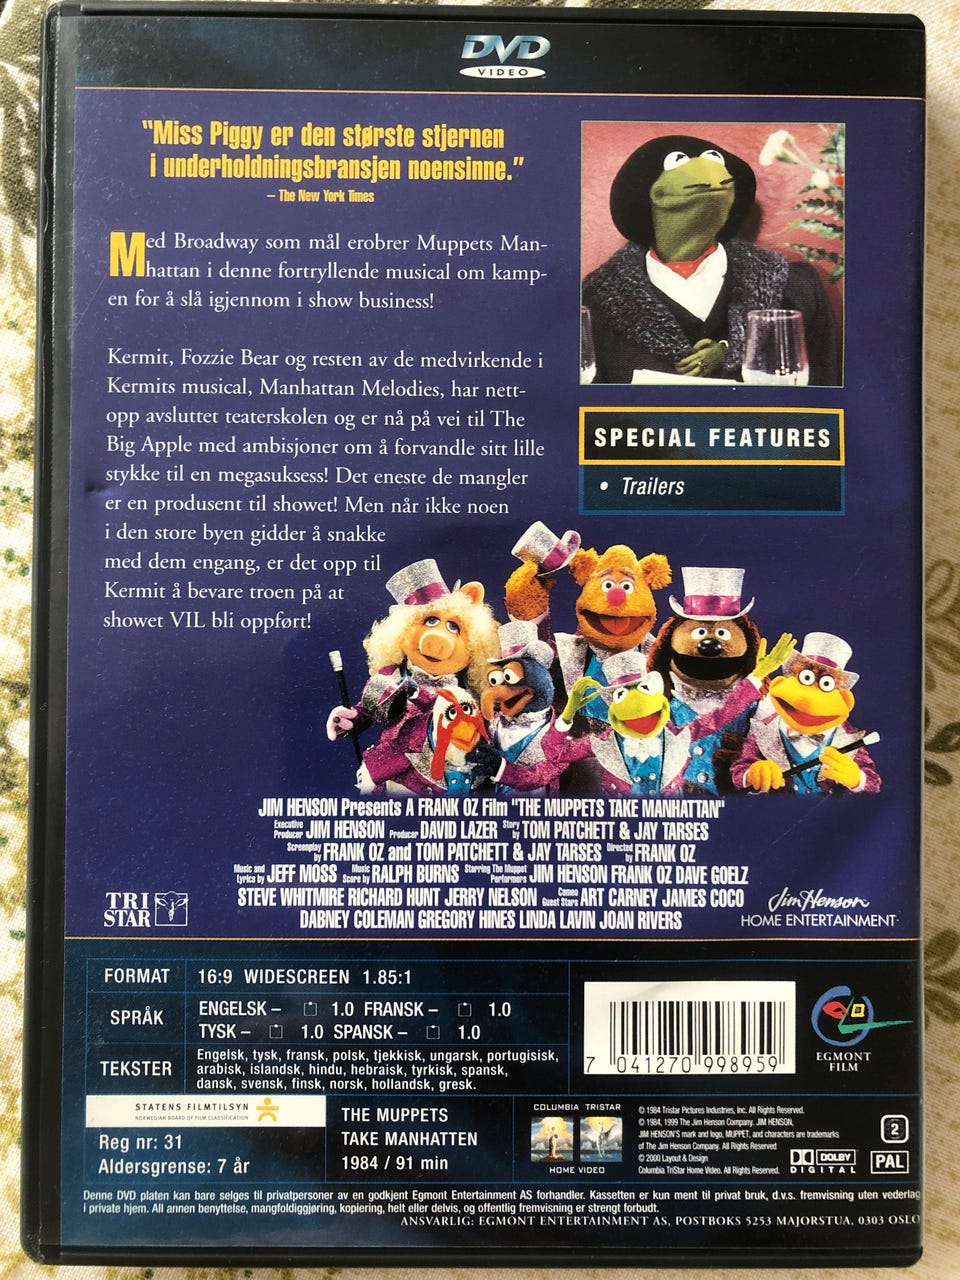 DVD
VIDEO
"Miss Piggy er den største stjernen
i underholdningsbransjen noensinne."
– The New York Times
Med Broadway som mål erobrer Muppets Man-
hattan i denne fortryllende musical om kamp-
en for å slå igjennom i show business!
Kermit, Fozzie Bear og resten av de medvirkende i
Kermits musical, Manhattan Melodies, har nett-
opp avsluttet teaterskolen og er nå på vei til The
Big Apple med ambisjoner om å forvandle sitt lille
stykke til en megasuksess! Det eneste de mangler
er en produsent til showet! Men når ikke noen
i den store byen gidder å snakke
med dem engang, er det opp til
Kermit å bevare troen på at
showet VIL bli oppført!
SPECIAL FEATURES
• Trailers
JIM HENSON Presents A FRANK OZ Film "THE MUPPETS TAKE MANHATTAN"
Executive Producer JIM HENSON Producer DAVID LAZER Story by TOM PATCHETT & JAY TARSES
Screenplay by FRANK OZ and TOM PATCHETT & JAY TARSES Directed by FRANK OZ
Music and Lyrics by JEFF MOSS Music Score by RALPH BURNS Starring The Muppet Performers JIM HENSON FRANK OZ DAVE GOELZ
STEVE WHITMIRE RICHARD HUNT JERRY NELSON Cameo Guest Stars ART CARNEY JAMES COCO
DABNEY COLEMAN GREGORY HINES LINDA LAVIN JOAN RIVERS
TRI
STAR
Jim Henson
HOME ENTERTAINMENT
FORMAT 16:9 WIDESCREEN 1.85:1
SPRÅK ENGELSK – 1.0 FRANSK – 1.0
TYSK – 1.0 SPANSK – 1.0
TEKSTER Engelsk, tysk, fransk, polsk, tjekkisk, ungarsk, portugisisk,
arabisk, islandsk, hindu, hebraisk, tyrkisk, spansk,
dansk, svensk, finsk, norsk, hollandsk, gresk.
7 041270 998959
EGMONT
FILM
STATENS FILMTILSYN
NORWEGIAN BOARD OF FILM CLASSIFICATION
Reg nr: 31
Aldersgrense: 7 år
THE MUPPETS
TAKE MANHATTEN
1984 / 91 min
COLUMBIA TRISTAR
HOME VIDEO
© 1984 Tristar Pictures Industries, Inc. All Rights Reserved.
© 1984, 1999 The Jim Henson Company. JIM HENSON,
JIM HENSON'S mark and logo, MUPPET, and characters are trademarks
of The Jim Henson Company. All Rights Reserved
© 2000 Layout & Design
Columbia TriStar Home Video. All Rights Reserved.
DOLBY
DIGITAL
2
PAL
Denne DVD platen kan bare selges til privatpersoner av en godkjent Egmont Entertainment AS forhandler. Kassetten er kun ment til privat bruk, d.v.s. fremvisning uten vederlag
i private hjem. All annen benyttelse, mangfoldiggjøring, kopiering, helt eller delvis, og offentlig fremvisning er strengt forbudt.
ANSVARLIG: EGMONT ENTERTAINMENT AS, POSTBOKS 5253 MAJORSTUA, 0303 OSLO